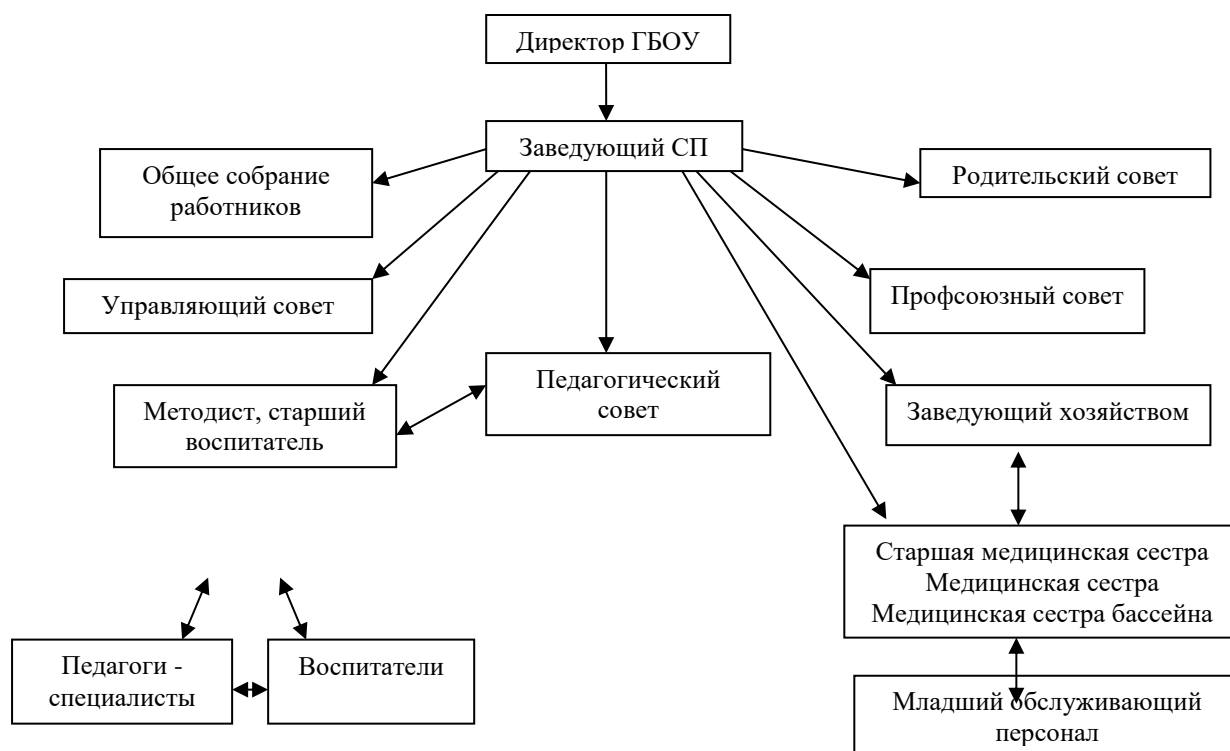 Директор ГБОУ
Заведующий СП
Общее собрание
работников
Родительский совет
Управляющий совет
Профсоюзный совет
Педагогический
совет
Методист, старший
воспитатель
Заведующий хозяйством
Старшая медицинская сестра
Медицинская сестра
Медицинская сестра бассейна
Педагоги -
специалисты
Воспитатели
Младший обслуживающий
персонал